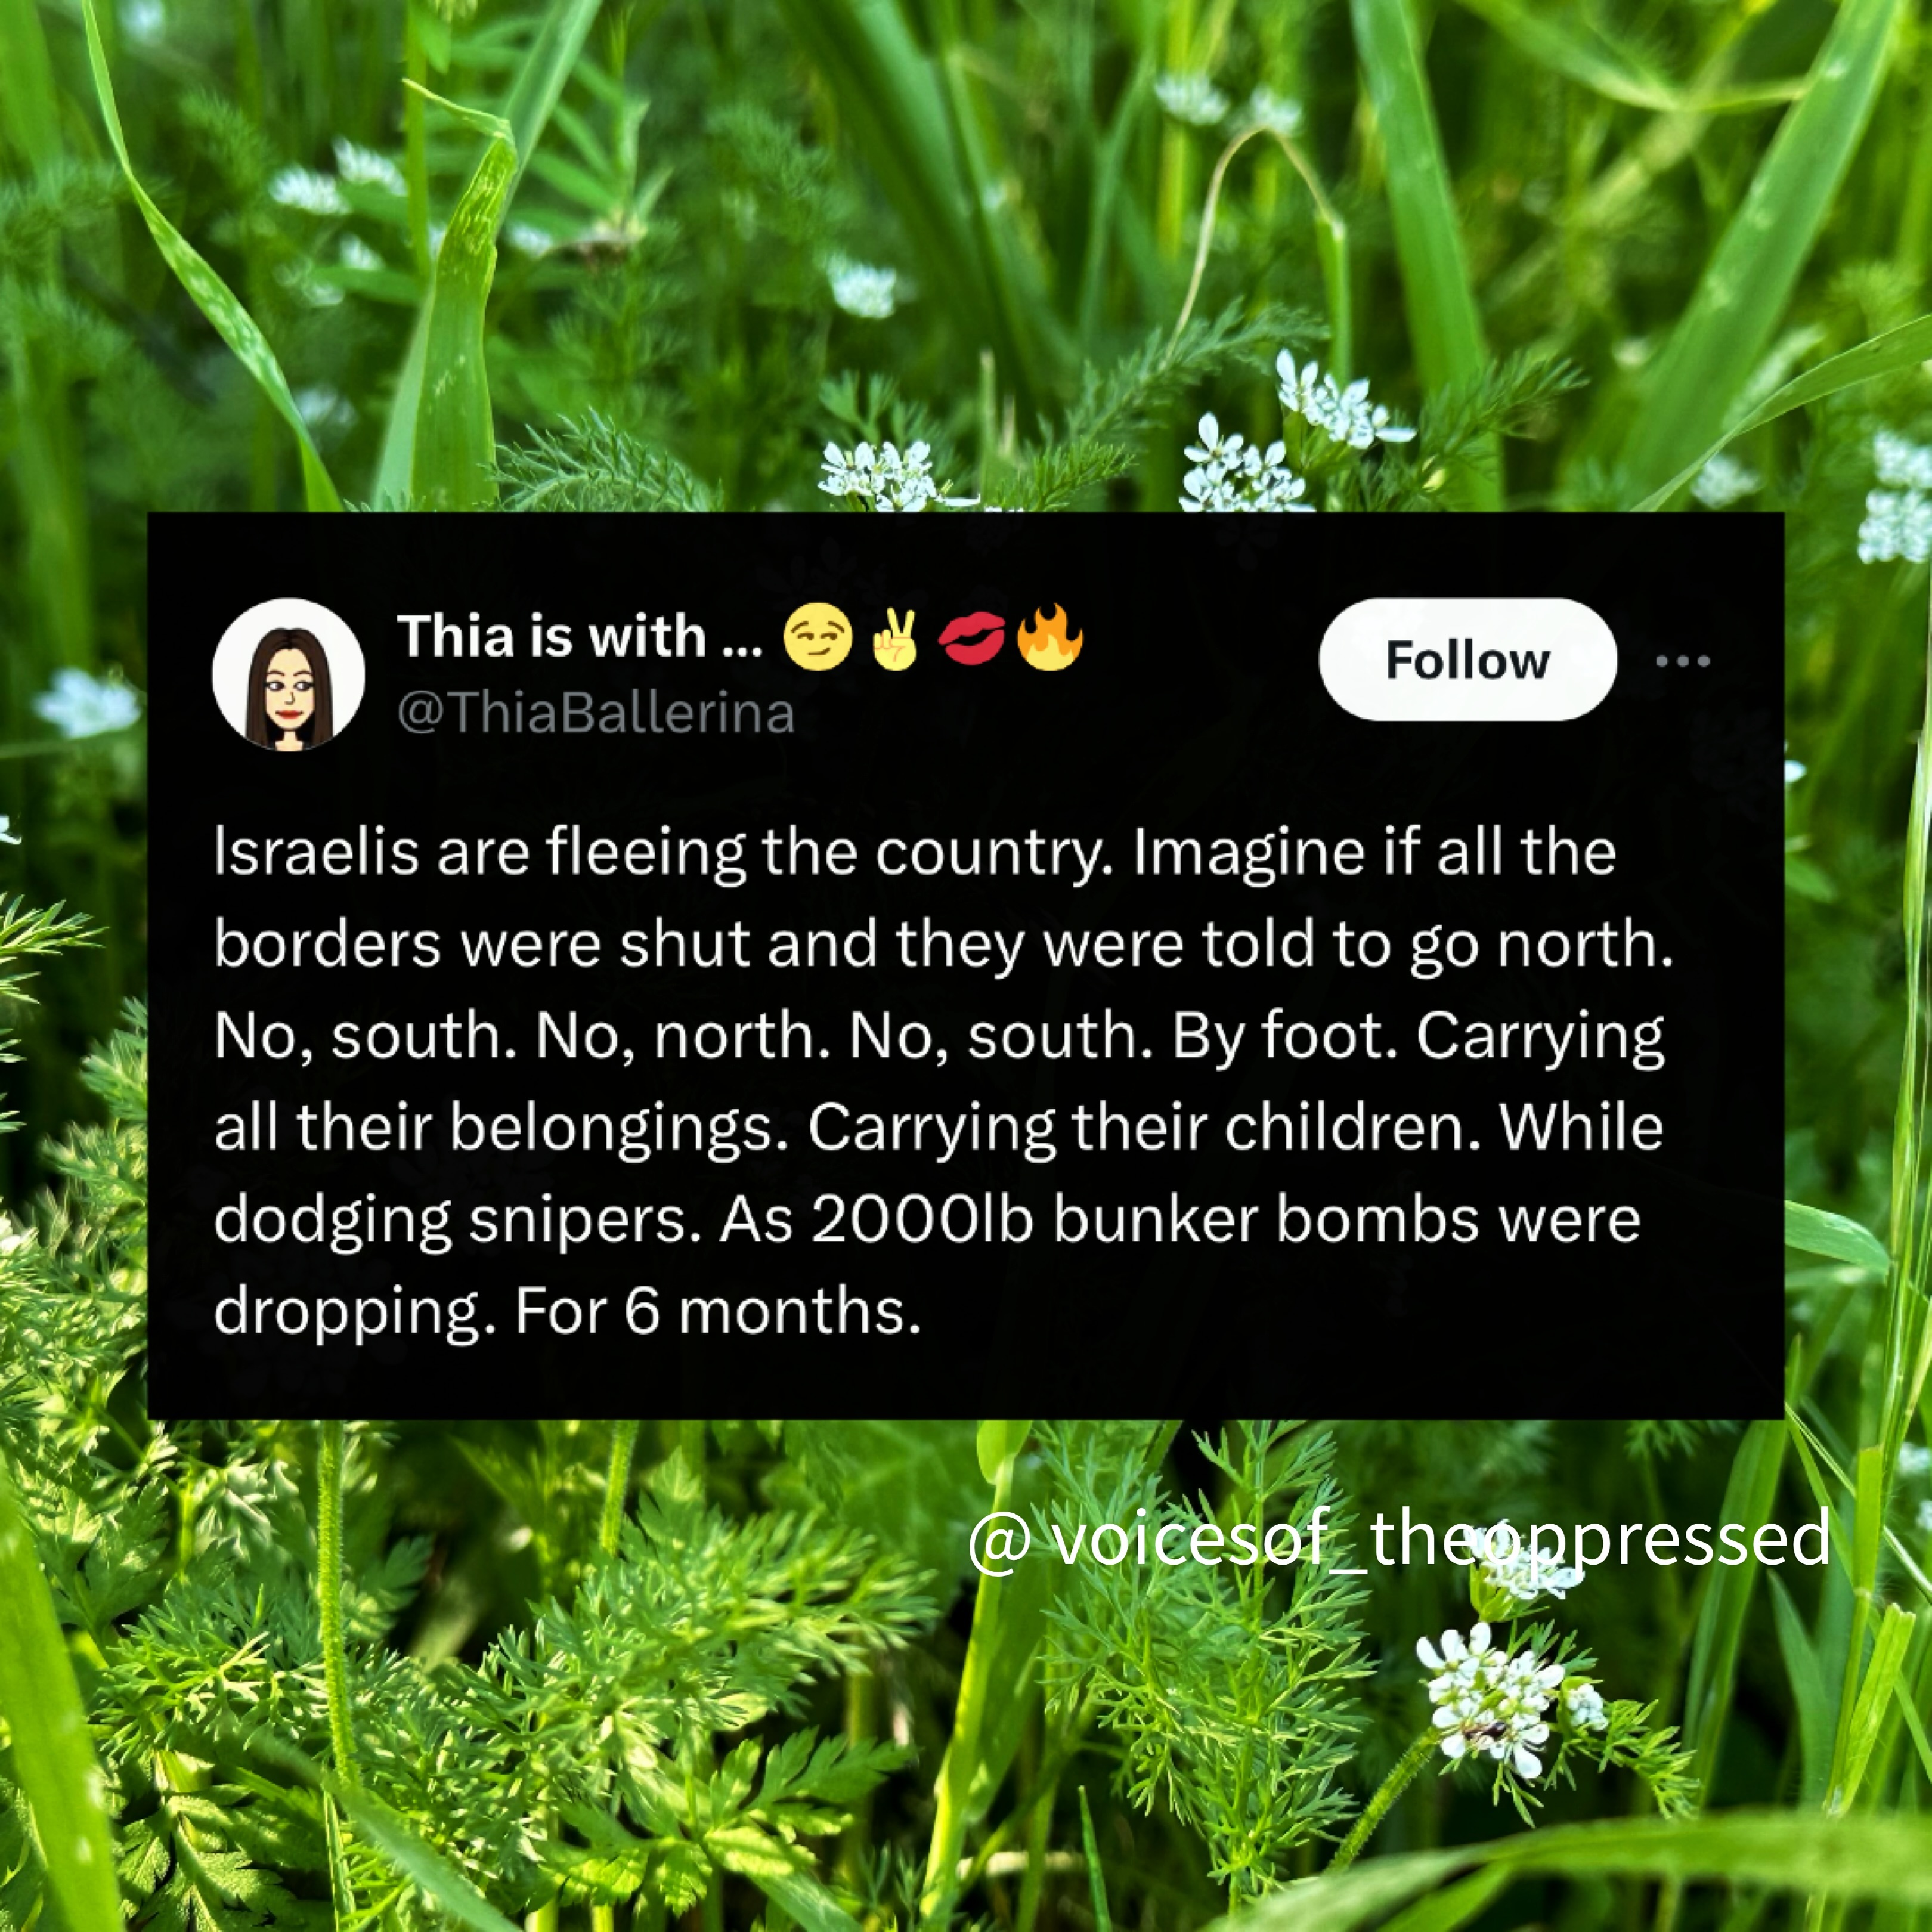 Thia is with ... 😏✌️💋🔥
@ThiaBallerina
Follow
Israelis are fleeing the country. Imagine if all the
borders were shut and they were told to go north.
No, south. No, north. No, south. By foot. Carrying
all their belongings. Carrying their children. While
dodging snipers. As 2000lb bunker bombs were
dropping. For 6 months.
@ voicesof_theoppressed